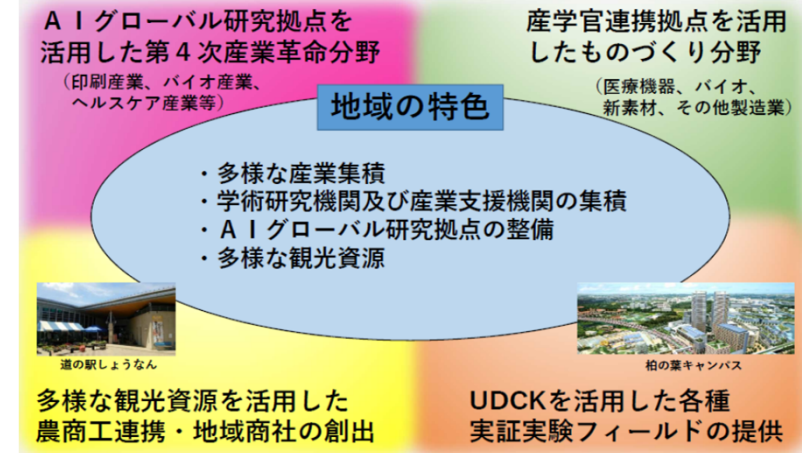 ＡＩグローバル研究拠点を
活用した第４次産業革命分野
（印刷産業、バイオ産業、
ヘルスケア産業等）
産学官連携拠点を活用
したものづくり分野
（医療機器、バイオ、
新素材、その他製造業）
地域の特色
・多様な産業集積
・学術研究機関及び産業支援機関の集積
・ＡＩグローバル研究拠点の整備
・多様な観光資源
道の駅しょうなん
柏の葉キャンパス
多様な観光資源を活用した
農商工連携・地域商社の創出
UDCKを活用した各種
実証実験フィールドの提供